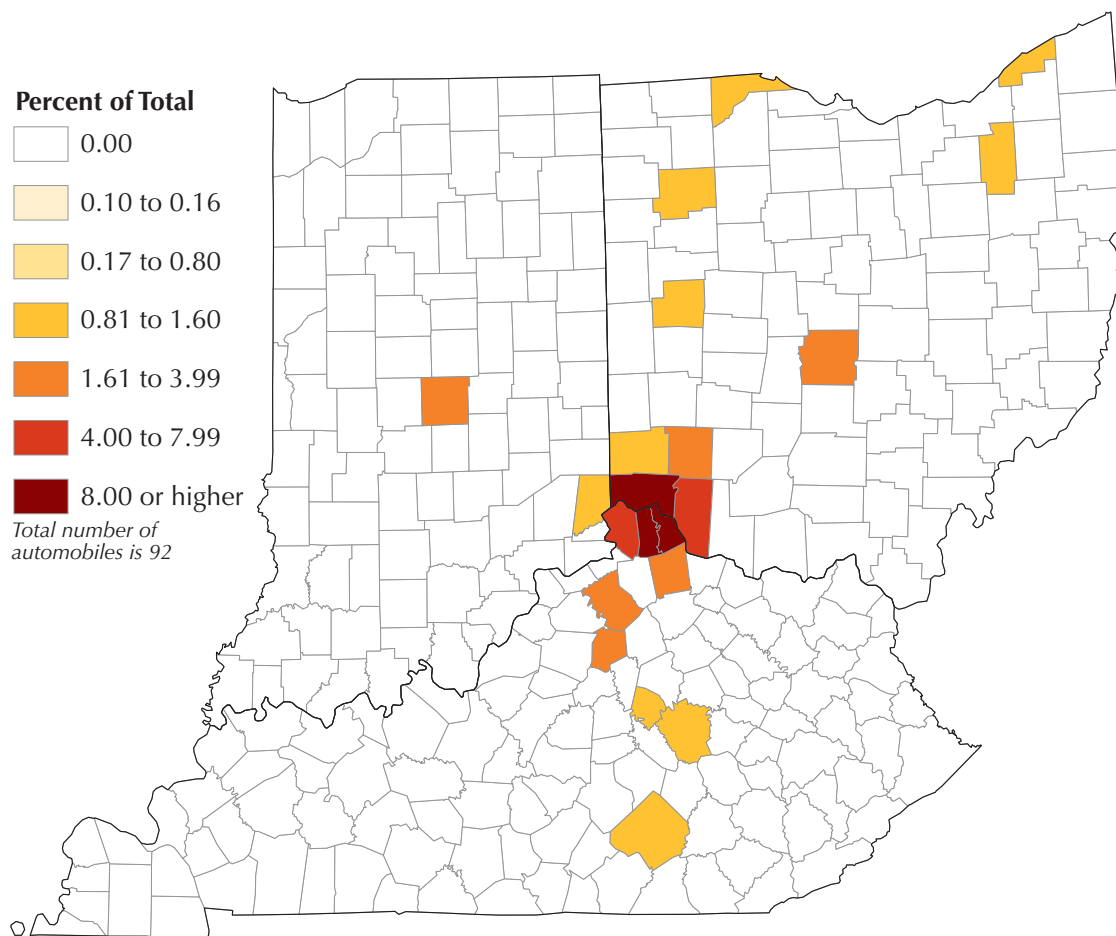 Percent of Total
0.00
0.10 to 0.16
0.17 to 0.80
0.81 to 1.60
1.61 to 3.99
4.00 to 7.99
8.00 or higher
Total number of
automobiles is 92